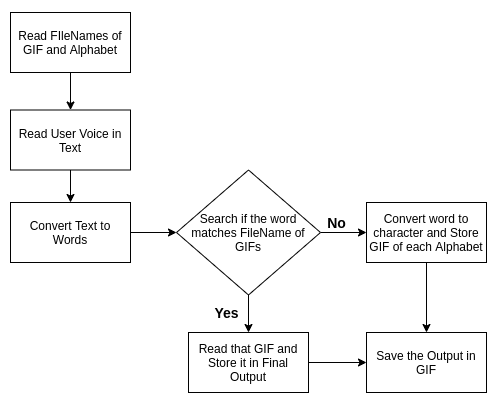 Read FIleNames of
GIF and Alphabet
Read User Voice in
Text
Convert Text to
Words
Search if the word
matches FileName of
GIFs
No
Convert word to
character and Store
GIF of each Alphabet
Yes
Read that GIF and
Store it in Final
Output
Save the Output in
GIF